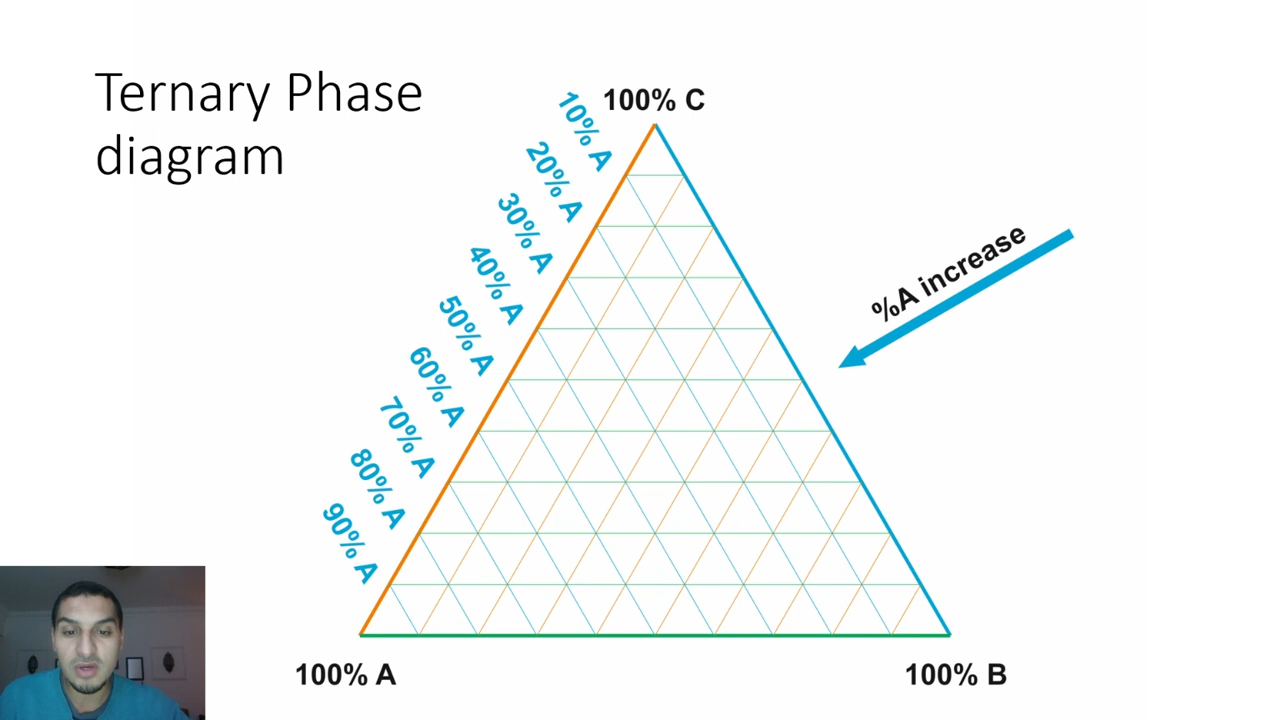 Ternary Phase
diagram
100% C
10% A
20% A
30% A
40% A
50% A
60% A
70% A
80% A
90% A
%A increase
100% A
100% B